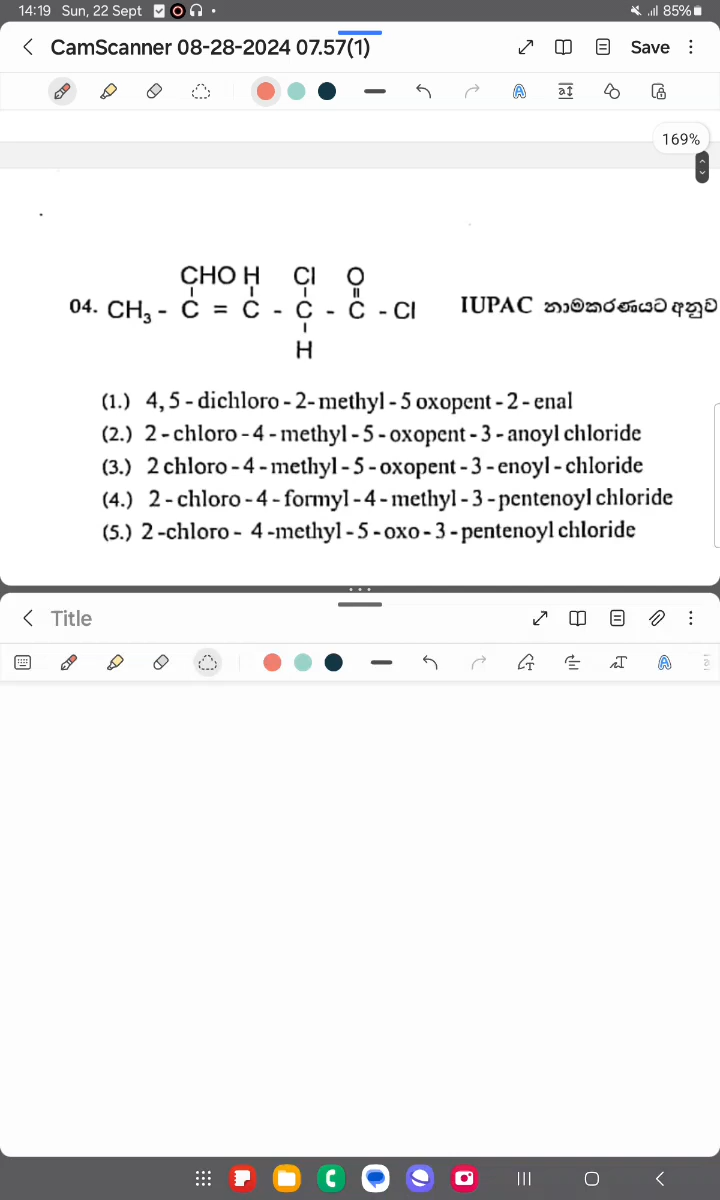 14:19 Sun, 22 Sept
85%
CamScanner 08-28-2024 07.57(1)
Save
169%
CHO H Cl O
04. CH₃ - C = C - C - C - Cl IUPAC නාමකරණයට අනුව
H
(1.) 4, 5 - dichloro - 2- methyl - 5 oxopent - 2 - enal
(2.) 2 - chloro - 4 - methyl - 5 - oxopent - 3 - anoyl chloride
(3.) 2 chloro - 4 - methyl - 5 - oxopent - 3 - enoyl - chloride
(4.) 2 - chloro - 4 - formyl - 4 - methyl - 3 - pentenoyl chloride
(5.) 2 -chloro - 4 -methyl - 5 - oxo - 3 - pentenoyl chloride
Title